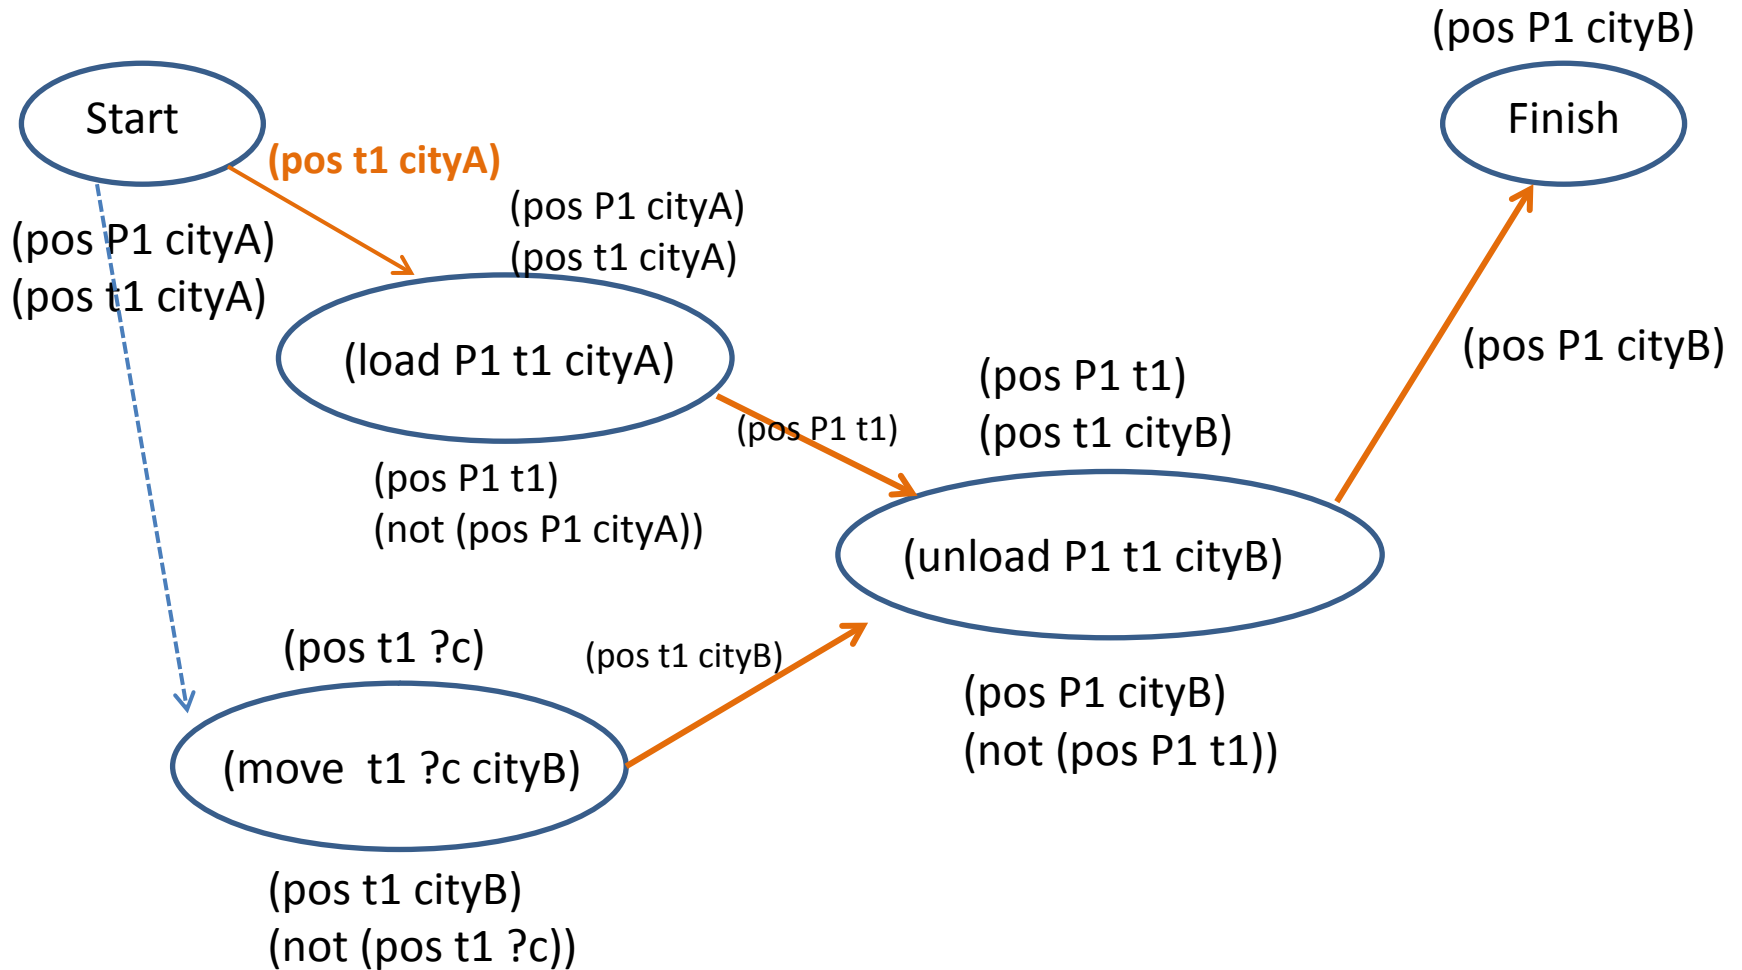 (pos P1 cityB)
Start
Finish
(pos t1 cityA)
(pos P1 cityA)
(pos t1 cityA)
(pos P1 cityA)
(pos t1 cityA)
(load P1 t1 cityA)
(pos P1 cityB)
(pos P1 t1)
(pos t1 cityB)
(pos P1 t1)
(pos P1 t1)
(not (pos P1 cityA))
(unload P1 t1 cityB)
(pos t1 ?c)
(pos t1 cityB)
(pos P1 cityB)
(not (pos P1 t1))
(move  t1 ?c cityB)
(pos t1 cityB)
(not (pos t1 ?c))